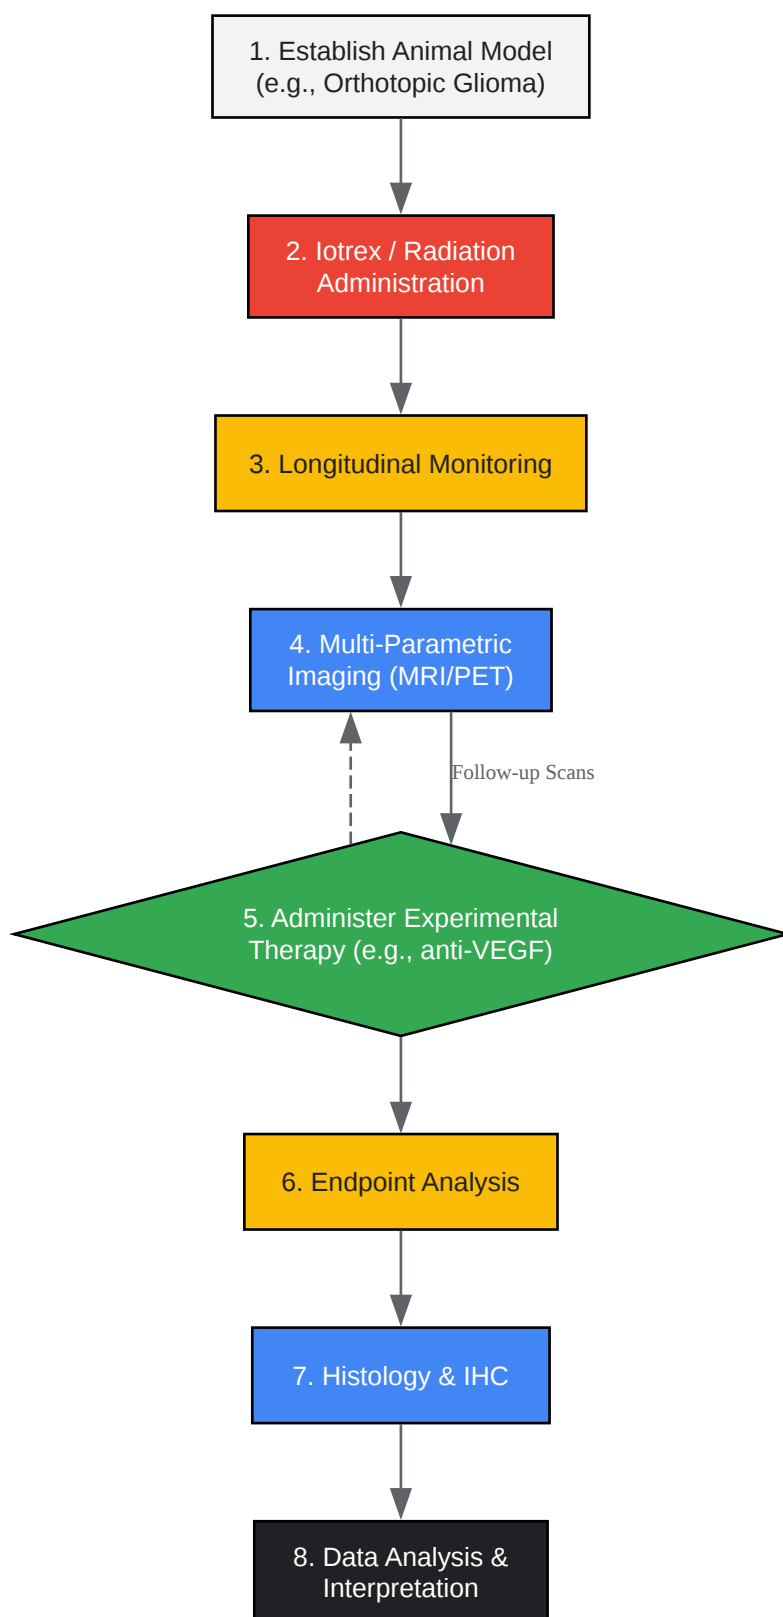 1. Establish Animal Model
(e.g., Orthotopic Glioma)
2. Iotrex / Radiation
Administration
3. Longitudinal Monitoring
4. Multi-Parametric
Imaging (MRI/PET)
Follow-up Scans
5. Administer Experimental
Therapy (e.g., anti-VEGF)
6. Endpoint Analysis
7. Histology & IHC
8. Data Analysis &
Interpretation